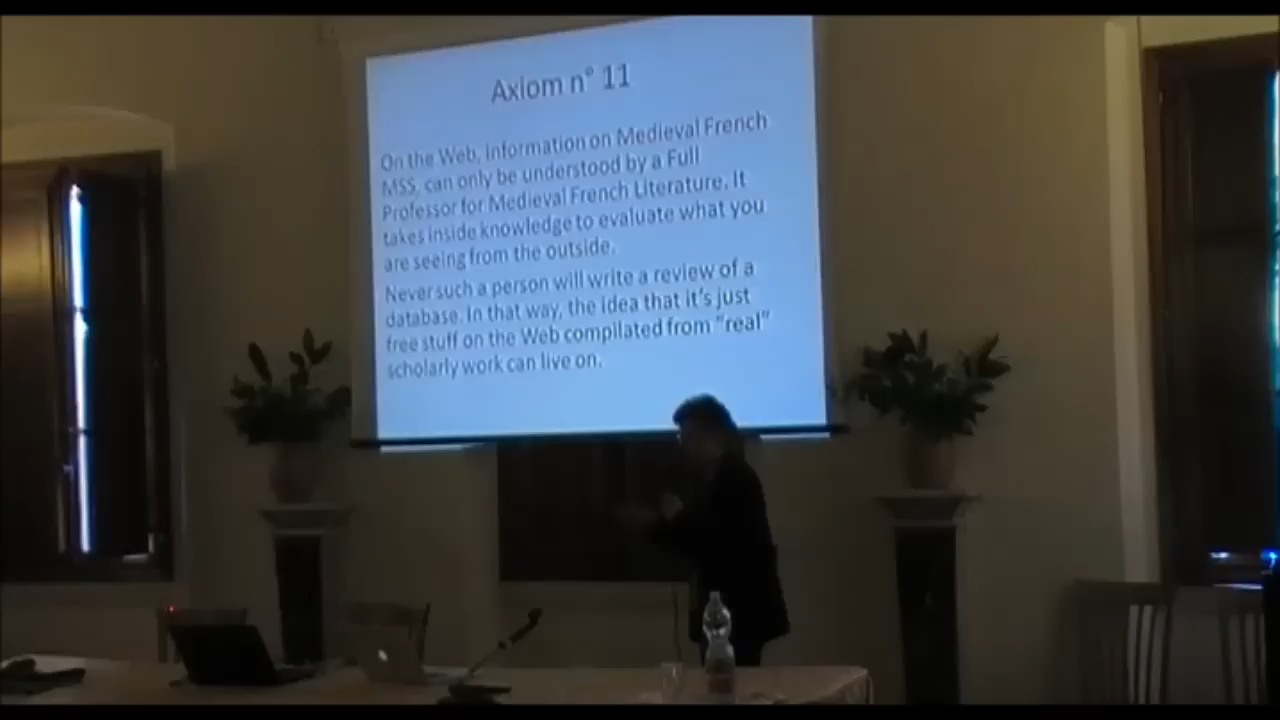 Axiom n° 11
On the Web, information on Medieval French
MSS, can only be understood by a Full
Professor for Medieval French Literature. It
takes inside knowledge to evaluate what you
are seeing from the outside.
Never such a person will write a review of a
database. In that way, the idea that it's just
free stuff on the Web compilated from "real"
scholarly work can live on.